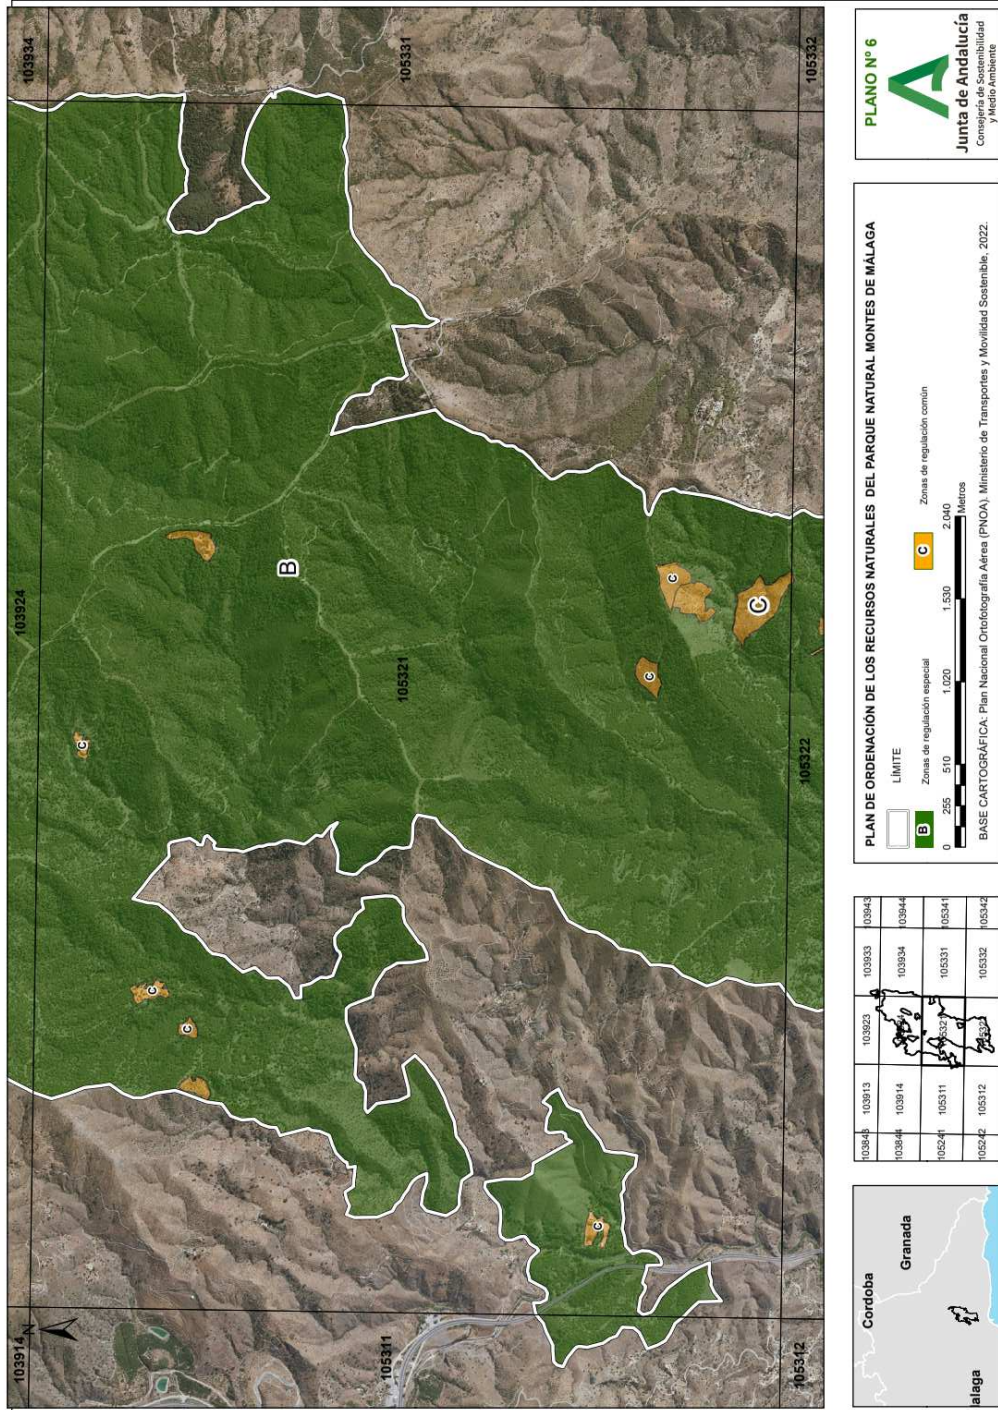 103914
103924
103934
N
C
C
C
B
C
105311
105321
105331
C
C
C
C
105312
105322
105332
Cordoba
Granada
103913
103923
103933
103943
103844
103914
103934
103944
105241
105311
105321
105331
105341
105242
105312
105332
105342
PLAN DE ORDENACIÓN DE LOS RECURSOS NATURALES DEL PARQUE NATURAL MONTES DE MÁLAGA
LÍMITE
B
Zonas de regulación especial
C
Zonas de regulación común
0 255 510 1.020 1.530 2.040
Metros
BASE CARTOGRÁFICA: Plan Nacional Ortofotografía Aérea (PNOA). Ministerio de Transportes y Movilidad Sostenible, 2022.
PLANO Nº 6
Junta de Andalucía
Consejería de Sostenibilidad
y Medio Ambiente